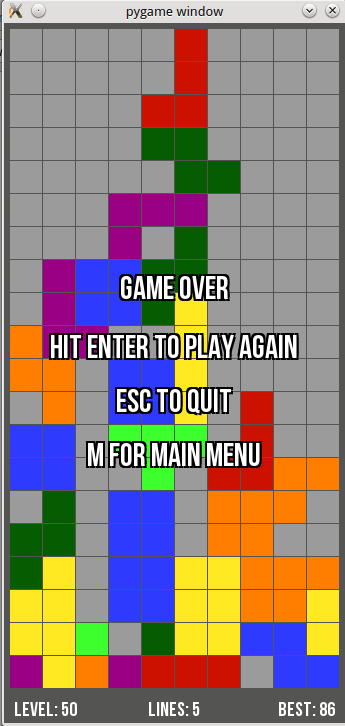 pygame window
GAME OVER
HIT ENTER TO PLAY AGAIN
ESC TO QUIT
M FOR MAIN MENU
LEVEL: 50 LINES: 5 BEST: 86